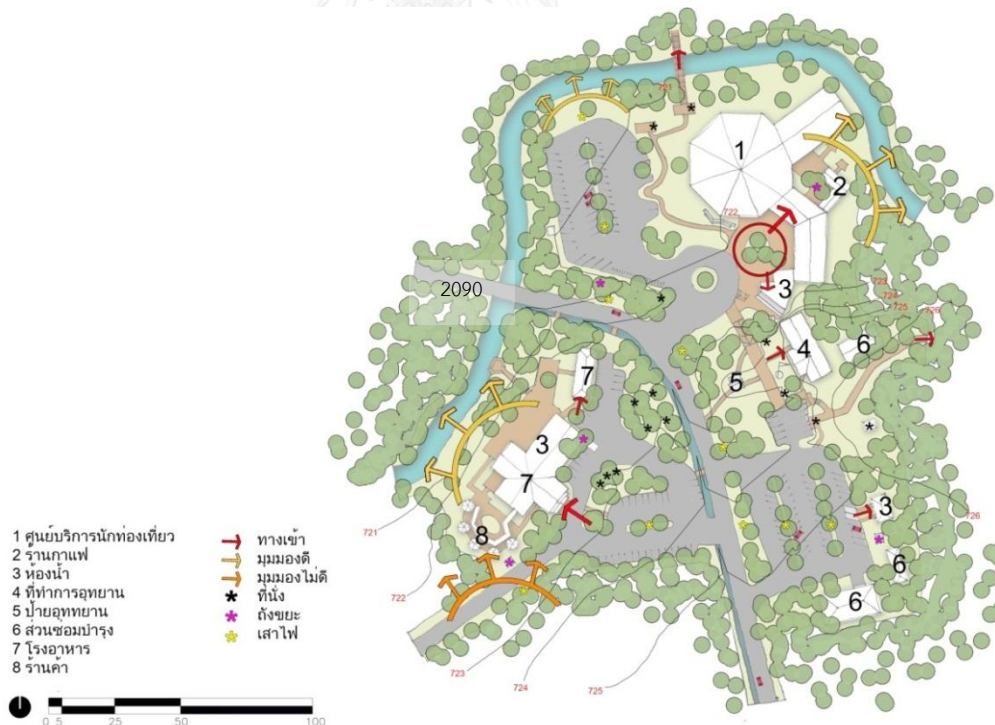 721
1
2
722
3
723
724
725
726
2090
4
6
5
7
3
7
8
3
6
6
726
721
722
723
724
725
1 ศูนย์บริการนักท่องเที่ยว
2 ร้านกาแฟ
3 ห้องน้ำ
4 ที่ทำการอุทยาน
5 ป้ายอุททยาน
6 ส่วนซ่อมบำรุง
7 โรงอาหาร
8 ร้านค้า
ทางเข้า
มุมมองดี
มุมมองไม่ดี
ที่นั่ง
ถังขยะ
เสาไฟ
0 5 25 50 100